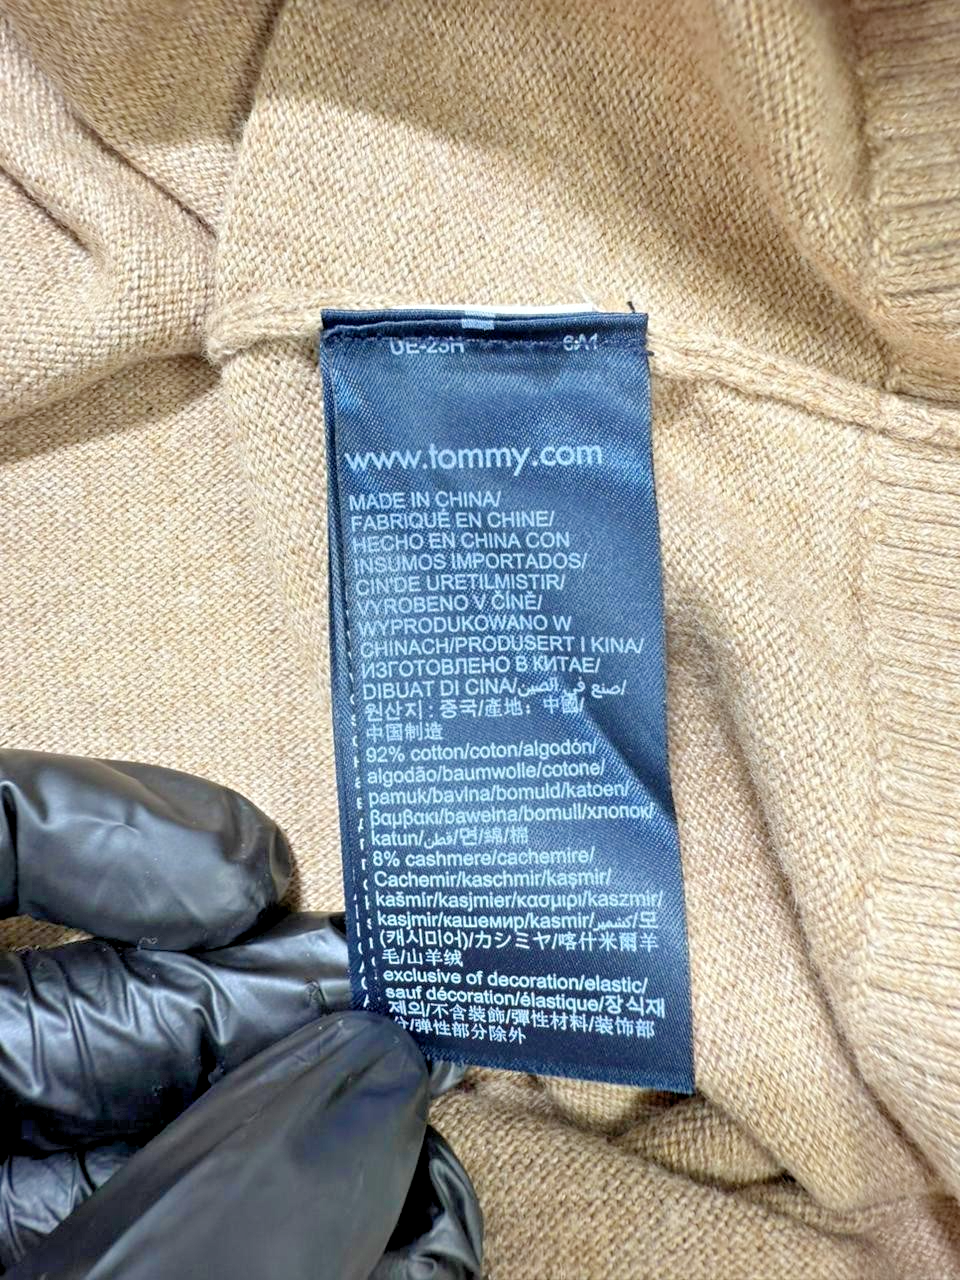 UE-23H 6A1
www.tommy.com
MADE IN CHINA/
FABRIQUÉ EN CHINE/
HECHO EN CHINA CON
INSUMOS IMPORTADOS/
CIN'DE URETILMISTIR/
VYROBENO V ČÍNĚ/
WYPRODUKOWANO W
CHINACH/PRODUSERT I KINA/
ИЗГОТОВЛЕНО В КИТАЕ/
DIBUAT DI CINA/صنع في الصين/
원산지 : 중국/產地: 中國/
中国制造
92% cotton/coton/algodón/
algodão/baumwolle/cotone/
pamuk/bavlna/bomuld/katoen/
βαμβακι/bawełna/bomull/хлопок/
katun/قطن/면/綿/棉
8% cashmere/cachemire/
Cachemir/kaschmir/kaşmir/
kašmír/kasjmier/κασμιρι/kaszmir/
kasjmir/кашемир/kasmir/كشمير/모
(캐시미어)/カシミヤ/喀什米爾羊
毛/山羊绒
exclusive of decoration/elastic/
sauf décoration/élastique/장식재
제외/不含裝飾/彈性材料/装饰部
分/弹性部分除外